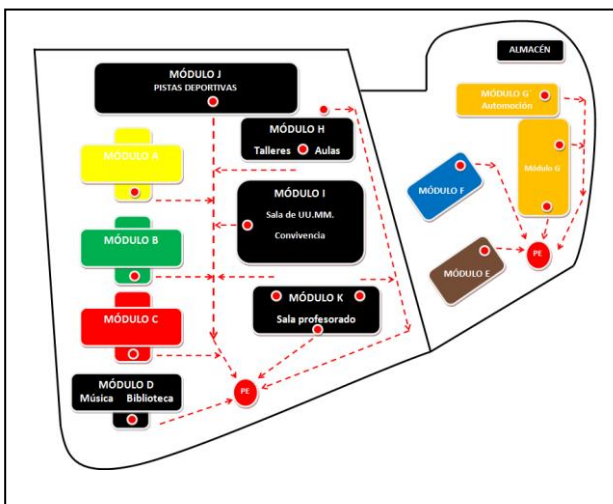 ALMACÉN
MÓDULO J
PISTAS DEPORTIVAS
MÓDULO G´
Automoción
MÓDULO H
Talleres Aulas
MÓDULO A
Módulo G
MÓDULO I
Sala de UU.MM.
Convivencia
MÓDULO F
MÓDULO B
PE
MÓDULO E
MÓDULO K
Sala profesorado
MÓDULO C
MÓDULO D
Música Biblioteca
PE